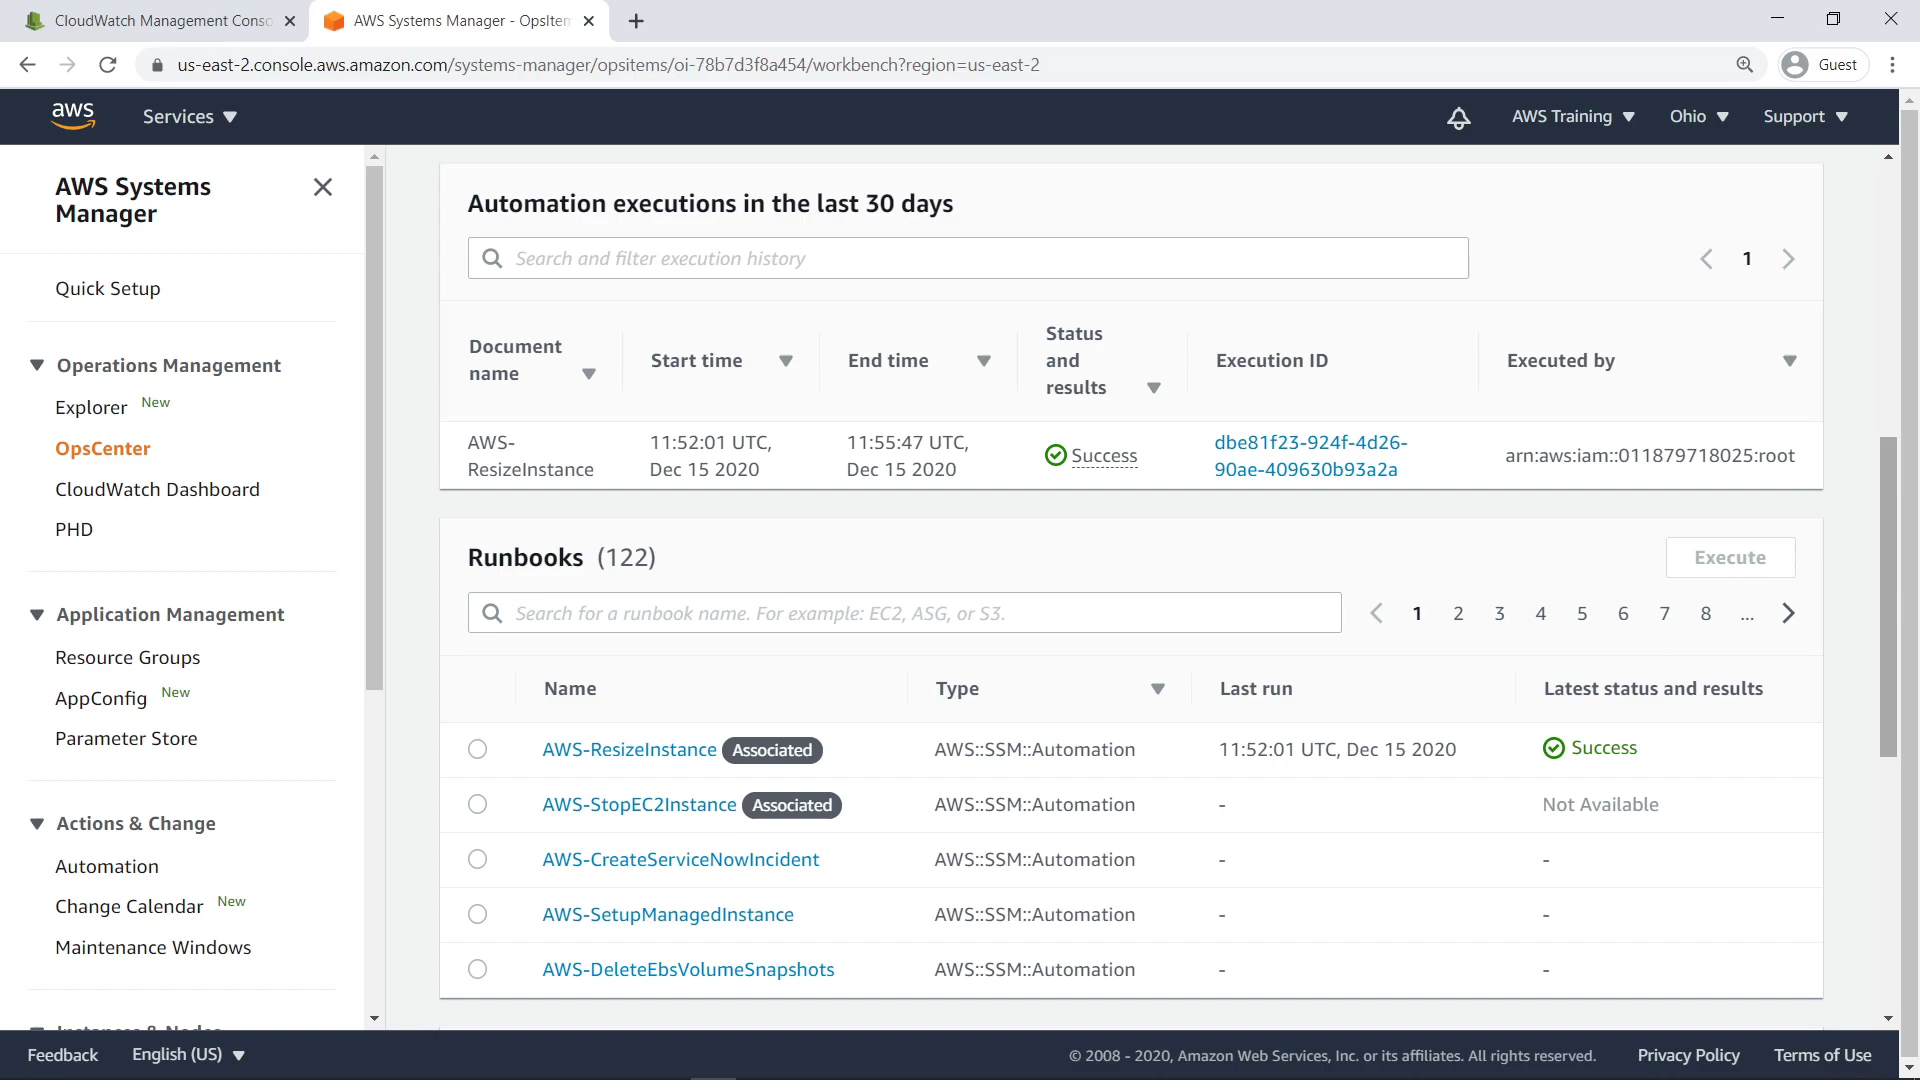 CloudWatch Management Conso
AWS Systems Manager - OpsItem
us-east-2.console.aws.amazon.com/systems-manager/opsitems/oi-78b7d3f8a454/workbench?region=us-east-2
Guest
aws
Services
AWS Training
Ohio
Support
AWS Systems
Manager
Quick Setup
Operations Management
Explorer New
OpsCenter
CloudWatch Dashboard
PHD
Application Management
Resource Groups
AppConfig New
Parameter Store
Actions & Change
Automation
Change Calendar New
Maintenance Windows
Instances & Nodes
Automation executions in the last 30 days
Search and filter execution history
1
Document
name
Start time
End time
Status
and
results
Execution ID
Executed by
AWS-
ResizeInstance
11:52:01 UTC,
Dec 15 2020
11:55:47 UTC,
Dec 15 2020
Success
dbe81f23-924f-4d26-
90ae-409630b93a2a
arn:aws:iam::011879718025:root
Runbooks (122)
Execute
Search for a runbook name. For example: EC2, ASG, or S3.
1 2 3 4 5 6 7 8 ...
Name Type Last run Latest status and results
AWS-ResizeInstance Associated AWS::SSM::Automation 11:52:01 UTC, Dec 15 2020 Success
AWS-StopEC2Instance Associated AWS::SSM::Automation - Not Available
AWS-CreateServiceNowIncident AWS::SSM::Automation - -
AWS-SetupManagedInstance AWS::SSM::Automation - -
AWS-DeleteEbsVolumeSnapshots AWS::SSM::Automation - -
Feedback
English (US)
© 2008 - 2020, Amazon Web Services, Inc. or its affiliates. All rights reserved.
Privacy Policy
Terms of Use